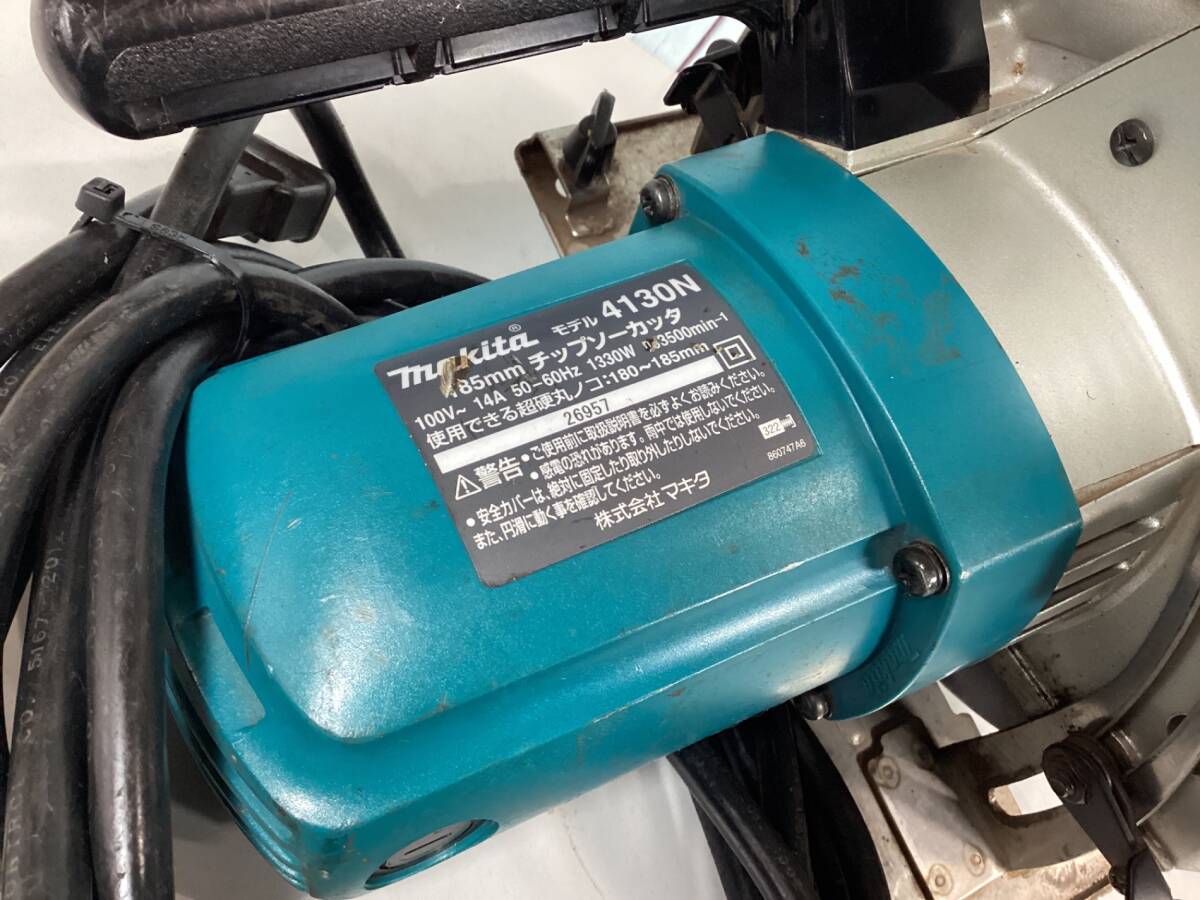 makita® モデル 4130N
185mm チップソーカッタ
100V～ 14A 50−60Hz 1330W n₀3500min⁻¹
使用できる超硬丸ノコ:180～185mm
26957
⚠警告
• ご使用前に取扱説明書を必ずよくお読みください。
• 感電の恐れがあります。雨中では使用しないでください。
• 安全カバーは、絶対に固定したり取り外したりしないでください。
また、円滑に動く事を確認してください。
株式会社 マキタ
322
860747A6
makita
CO. 5167 2012